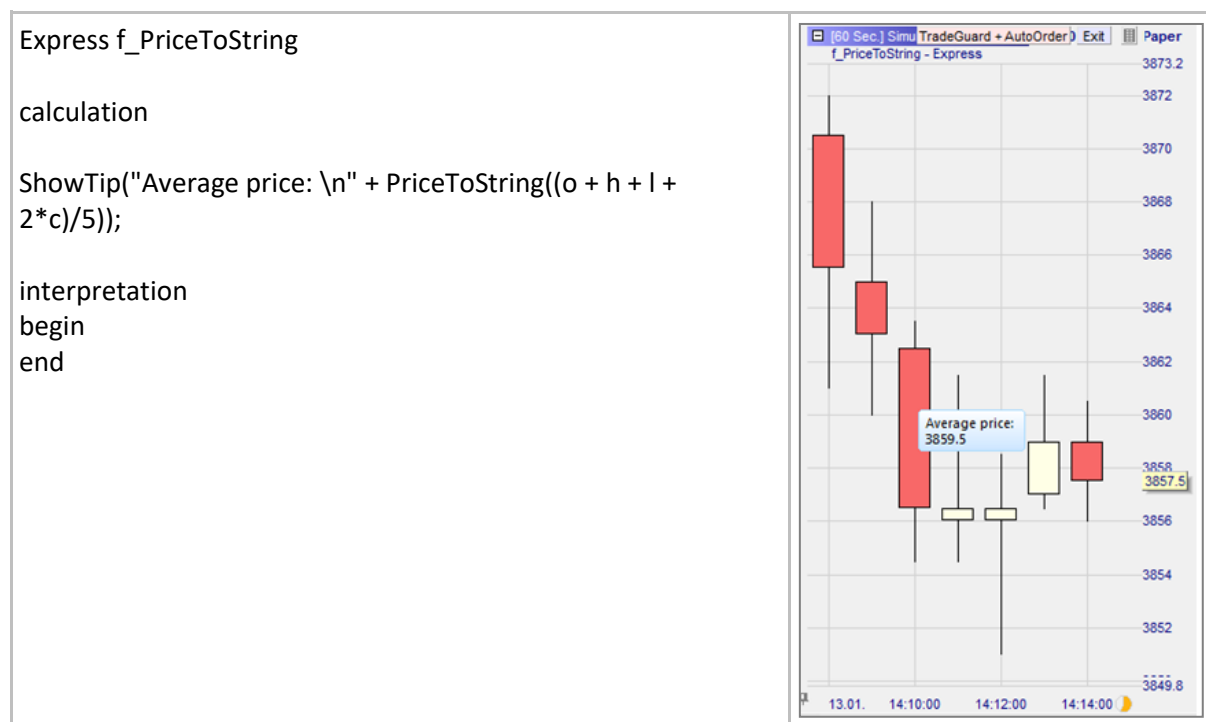 Express f_PriceToString
calculation
ShowTip("Average price: \n" + PriceToString((o + h + l +
2*c)/5));
interpretation
begin
end
[60 Sec.] Simu TradeGuard + AutoOrder Exit Paper
f_PriceToString - Express
3873.2
3872
3870
3868
3866
3864
3862
3860
Average price:
3859.5
3858
3857.5
3856
3854
3852
3849.8
13.01. 14:10:00 14:12:00 14:14:00